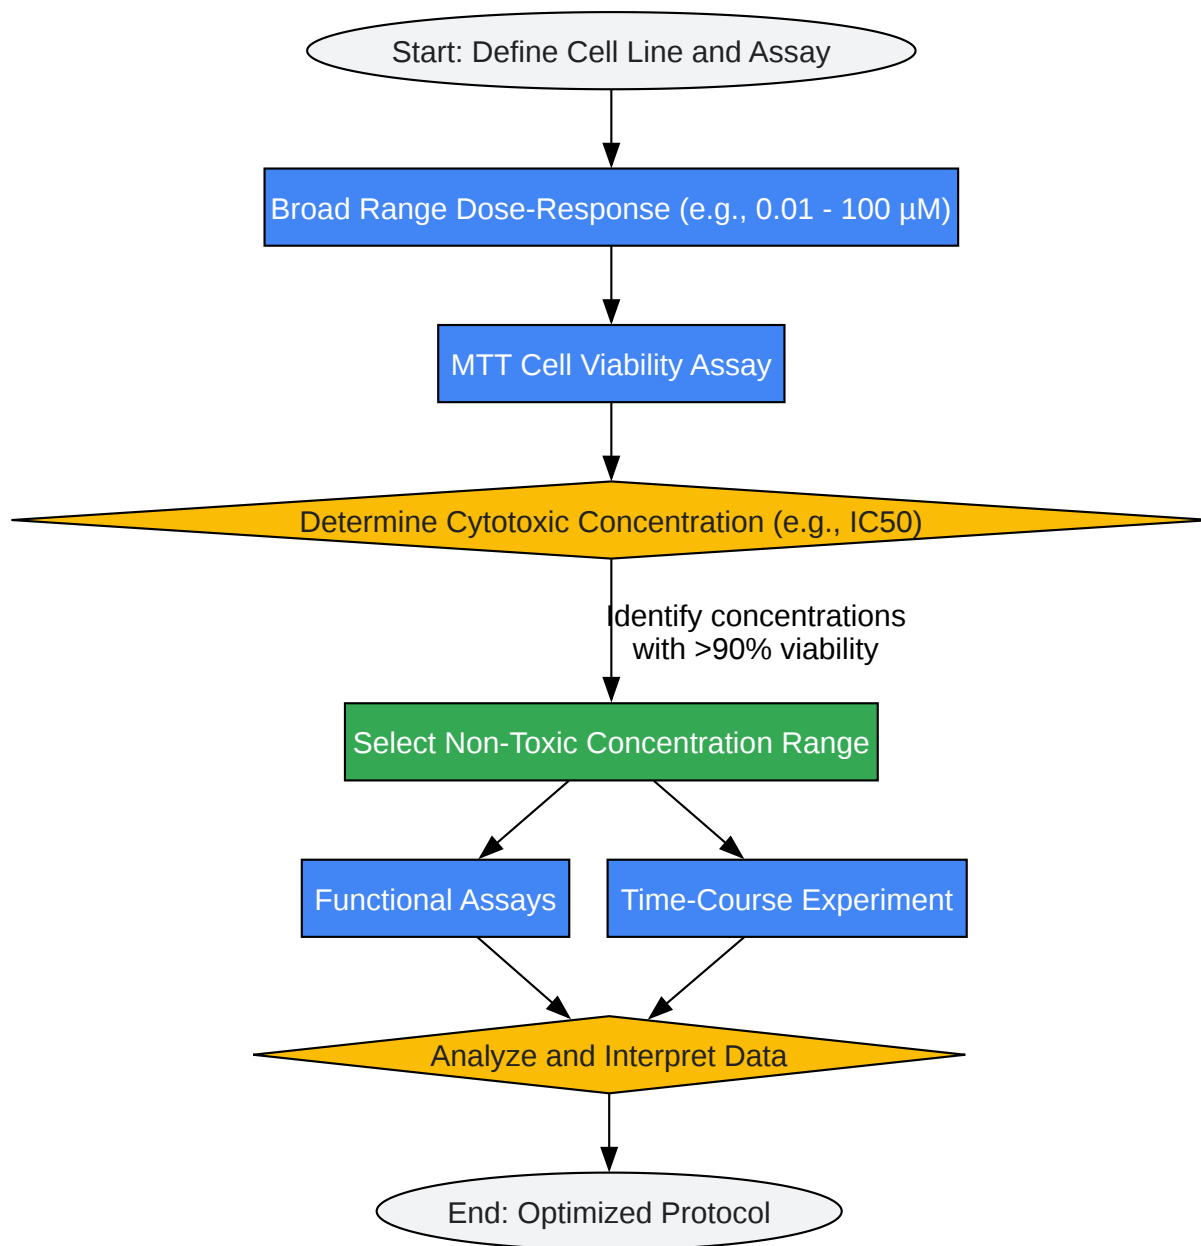 Start: Define Cell Line and Assay
Broad Range Dose-Response (e.g., 0.01 - 100 µM)
MTT Cell Viability Assay
Determine Cytotoxic Concentration (e.g., IC50)
Identify concentrations
with >90% viability
Select Non-Toxic Concentration Range
Functional Assays
Time-Course Experiment
Analyze and Interpret Data
End: Optimized Protocol